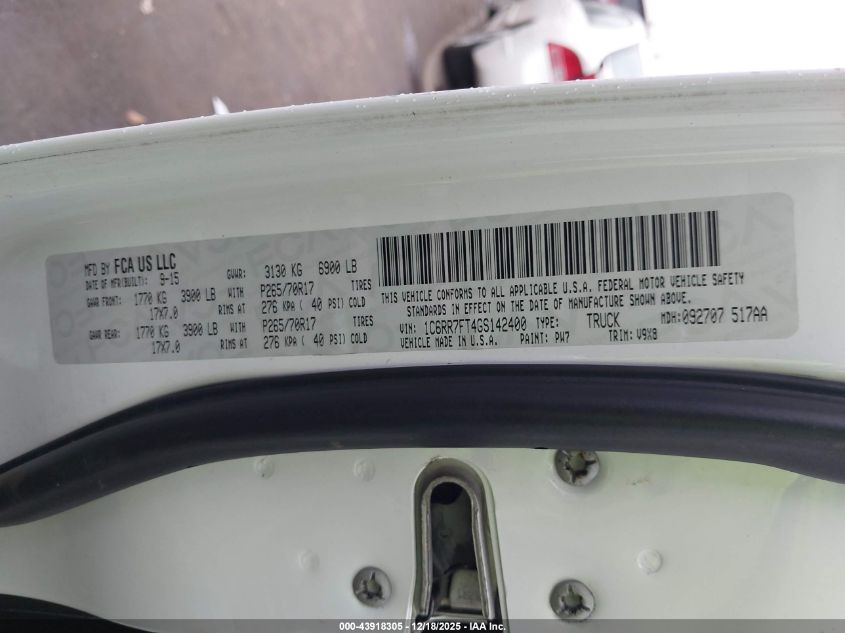 MFD BY FCA US LLC
DATE OF MFR(BUILT): 9-15 GVWR: 3130 KG 6900 LB
GAWR FRONT: 1770 KG 3900 LB WITH P265/70R17 TIRES
17X7.0 RIMS AT 276 KPA ( 40 PSI) COLD
GAWR REAR: 1770 KG 3900 LB WITH P265/70R17 TIRES
17X7.0 RIMS AT 276 KPA ( 40 PSI) COLD
THIS VEHICLE CONFORMS TO ALL APPLICABLE U.S.A. FEDERAL MOTOR VEHICLE SAFETY
STANDARDS IN EFFECT ON THE DATE OF MANUFACTURE SHOWN ABOVE.
VIN: 1C6RR7FT4GS142400 TYPE: TRUCK MDH:092707 517AA
VEHICLE MADE IN U.S.A. PAINT: PW7 TRIM: V9X8
000-43918305 - 12/18/2025 - IAA Inc.